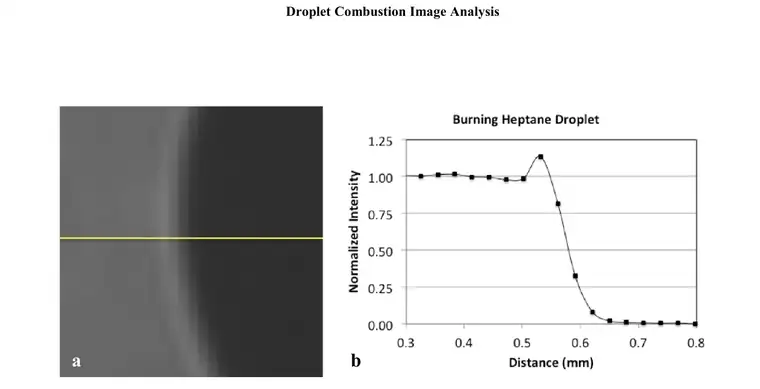 Droplet Combustion Image Analysis
Burning Heptane Droplet
1.25
1.00
0.75
0.50
0.25
0.00
Normalized Intensity
0.3 0.4 0.5 0.6 0.7 0.8
Distance (mm)
a
b